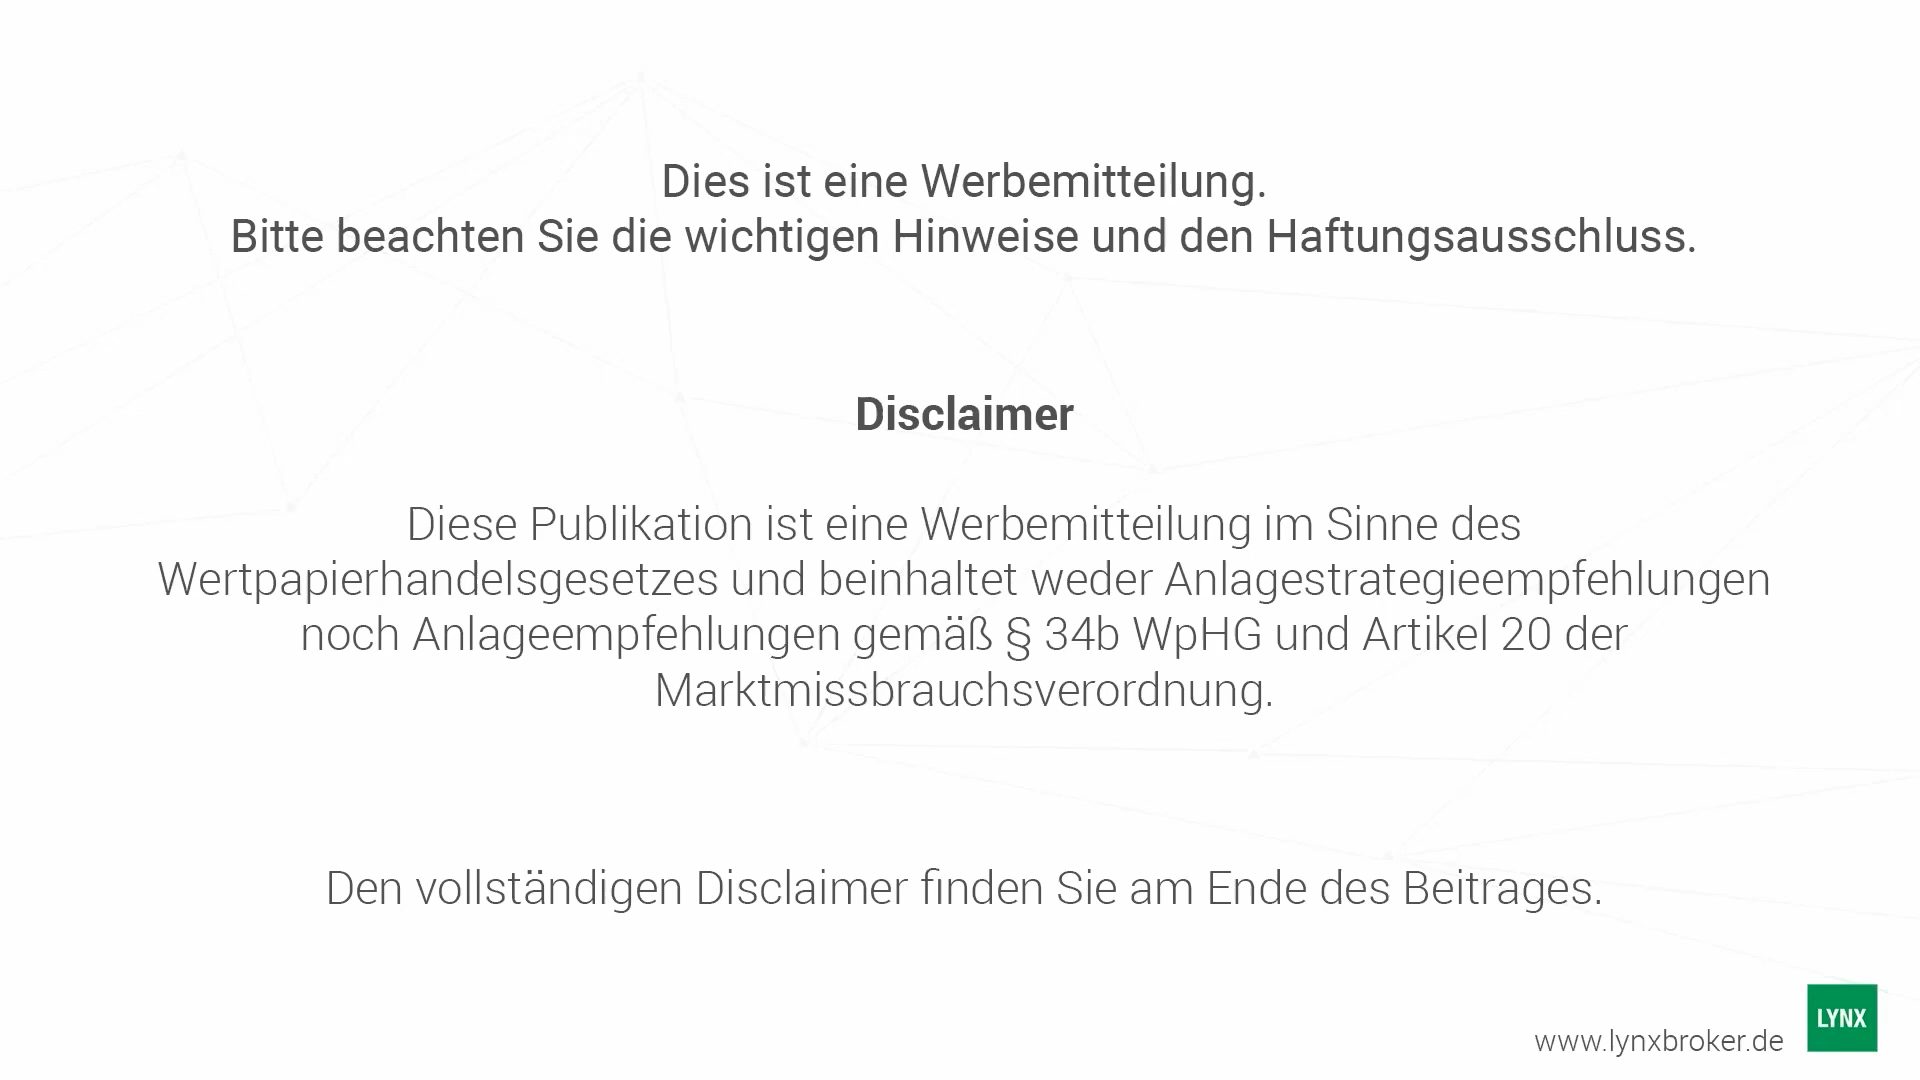 Dies ist eine Werbemitteilung.
Bitte beachten Sie die wichtigen Hinweise und den Haftungsausschluss.
Disclaimer
Diese Publikation ist eine Werbemitteilung im Sinne des
Wertpapierhandelsgesetzes und beinhaltet weder Anlagestrategieempfehlungen
noch Anlageempfehlungen gemäß § 34b WpHG und Artikel 20 der
Marktmissbrauchsverordnung.
Den vollständigen Disclaimer finden Sie am Ende des Beitrages.
www.lynxbroker.de
LYNX